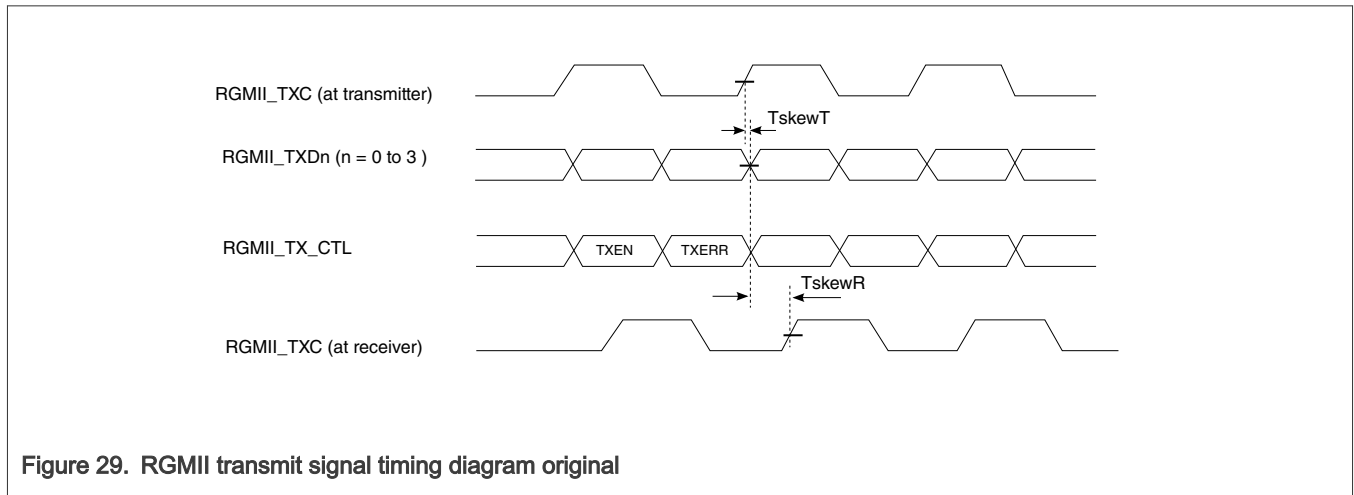 RGMII_TXC (at transmitter)
TskewT
RGMII_TXDn (n = 0 to 3 )
RGMII_TX_CTL
TXEN
TXERR
TskewR
RGMII_TXC (at receiver)
Figure 29. RGMII transmit signal timing diagram original